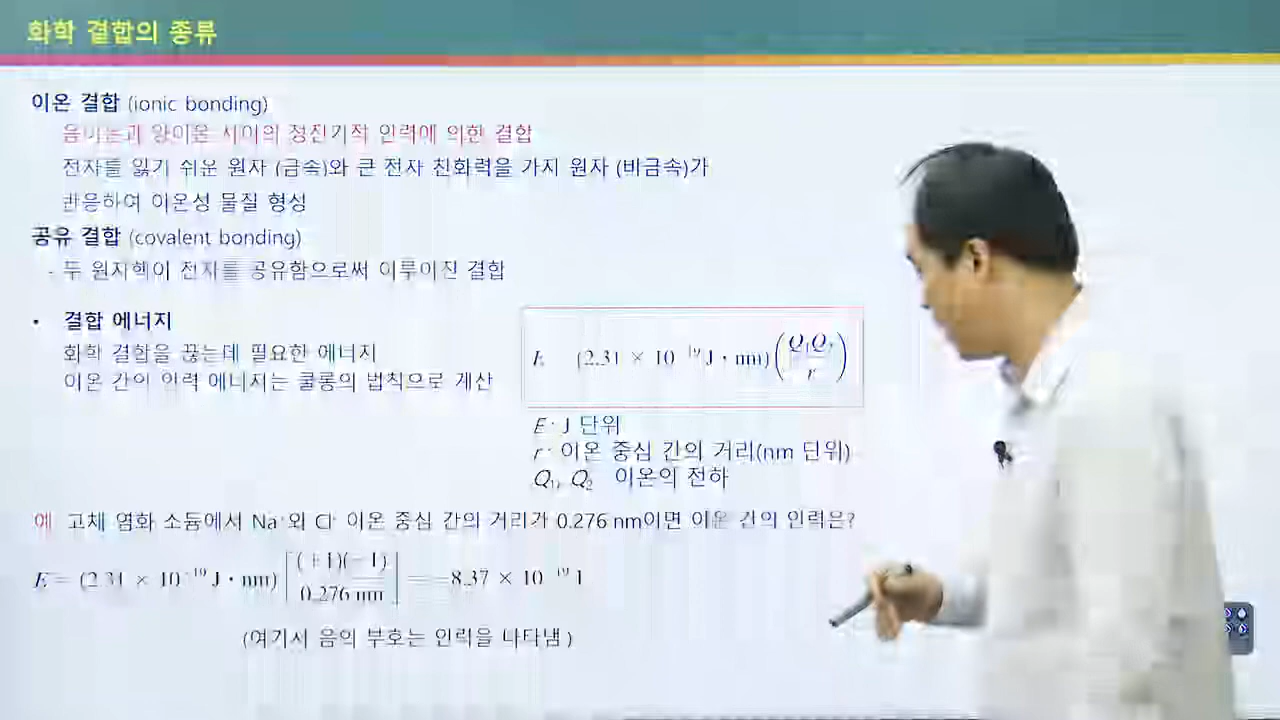 화학 결합의 종류
이온 결합 (ionic bonding)
음이온과 양이온 사이의 정전기적 인력에 의한 결합
전자를 잃기 쉬운 원자 (금속)와 큰 전자 친화력을 가지 원자 (비금속)가
반응하여 이온성 물질 형성
공유 결합 (covalent bonding)
- 두 원자핵이 전자를 공유함으로써 이루어진 결합
• 결합 에너지
화학 결합을 끊는데 필요한 에너지
이온 간의 인력 에너지는 쿨롱의 법칙으로 계산
E = (2.31 × 10⁻¹⁹ J · nm)(Q₁Q₂/r)
E: J 단위
r: 이온 중심 간의 거리(nm 단위)
Q₁, Q₂ 이온의 전하
예 고체 염화 소듐에서 Na⁺와 Cl⁻ 이온 중심 간의 거리가 0.276 nm이면 이온 간의 인력은?
E = (2.31 × 10⁻¹⁹ J · nm)[(+1)(−1)/0.276 nm] = −8.37 × 10⁻¹⁹ J
(여기서 음의 부호는 인력을 나타냄)